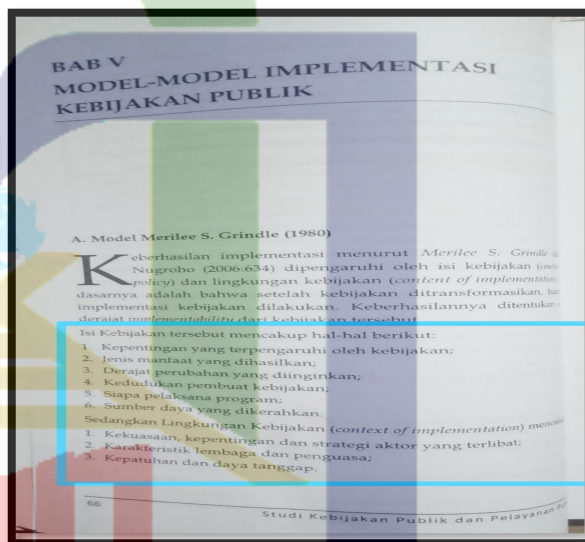 BAB V
MODEL-MODEL IMPLEMENTASI
KEBIJAKAN PUBLIK
A. Model Merilee S. Grindle (1980)
Keberhasilan implementasi menurut Merilee S. Grindle
Nugroho (2006:634) dipengaruhi oleh isi kebijakan
policy) dan lingkungan kebijakan (content of implementation)
dasarnya adalah bahwa setelah kebijakan ditransformasikan,
implementasi kebijakan dilakukan. Keberhasilannya ditentukan
derajat implementability dari kebijakan tersebut
Isi Kebijakan tersebut mencakup hal-hal berikut:
1. Kepentingan yang terpengaruhi oleh kebijakan;
2. Jenis manfaat yang dihasilkan;
3. Derajat perubahan yang diinginkan;
4. Kedudukan pembuat kebijakan;
5. Siapa pelaksana program;
6. Sumber daya yang dikerahkan.
Sedangkan Lingkungan Kebijakan (context of implementation)
1. Kekuasaan, kepentingan dan strategi aktor yang terlibat;
2. Karakteristik lembaga dan penguasa;
3. Kepatuhan dan daya tanggap.
66
Studi Kebijakan Publik dan Pelayanan